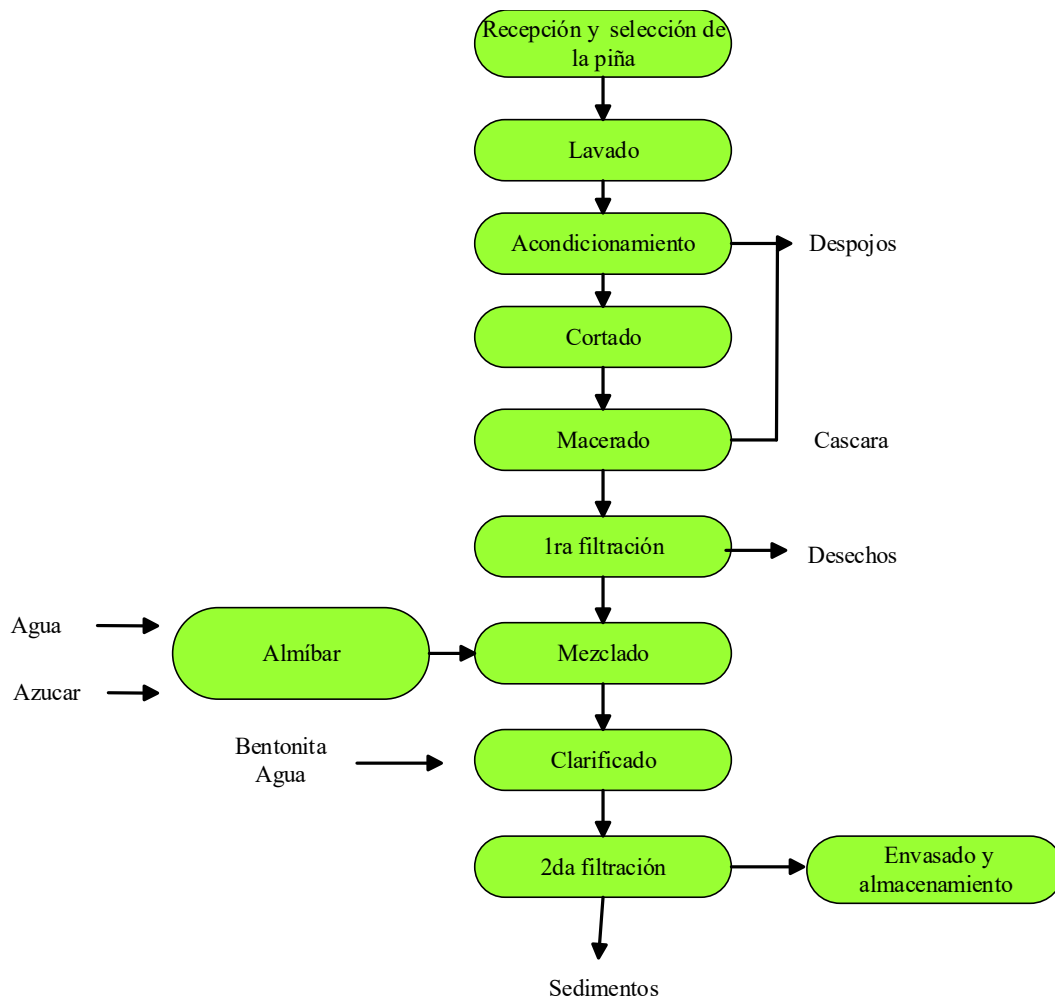 Recepción y selección de
la piña
Lavado
Acondicionamiento
Despojos
Cortado
Macerado
Cascara
1ra filtración
Desechos
Agua
Almíbar
Mezclado
Azucar
Bentonita
Agua
Clarificado
2da filtración
Envasado y
almacenamiento
Sedimentos